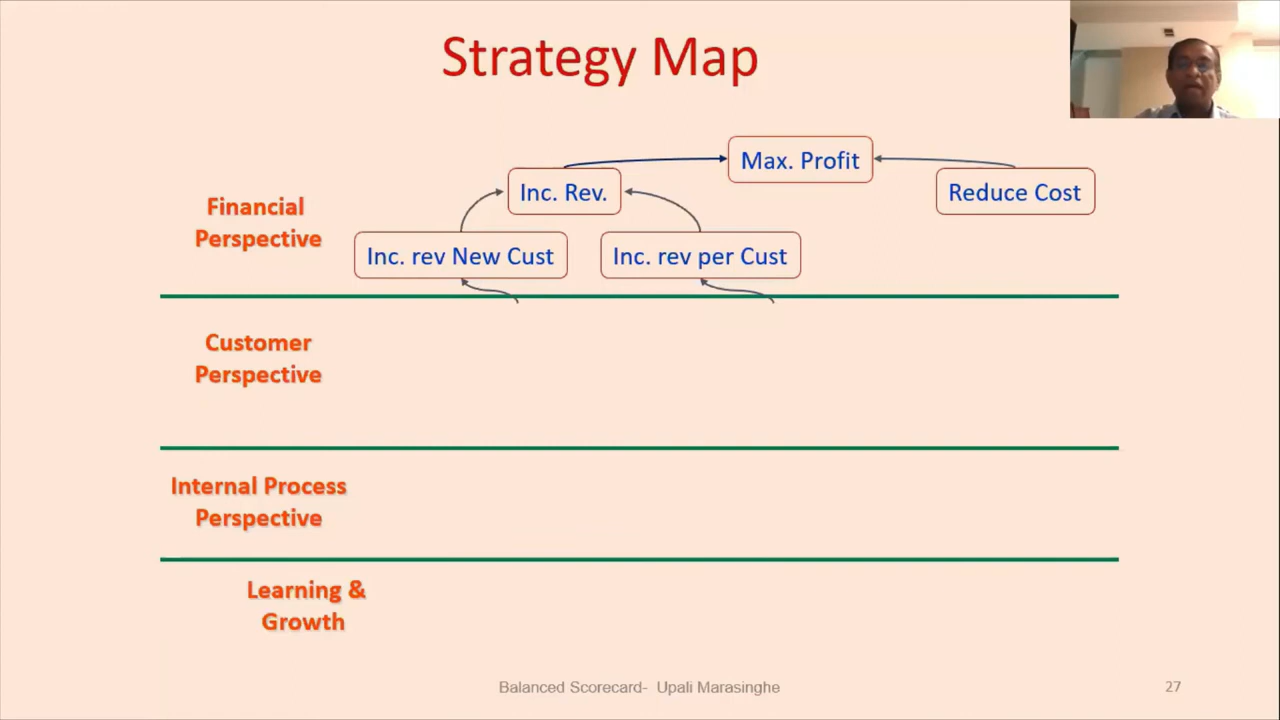 Strategy Map
Max. Profit
Inc. Rev.
Reduce Cost
Financial
Perspective
Inc. rev New Cust
Inc. rev per Cust
Customer
Perspective
Internal Process
Perspective
Learning &
Growth
Balanced Scorecard- Upali Marasinghe
27